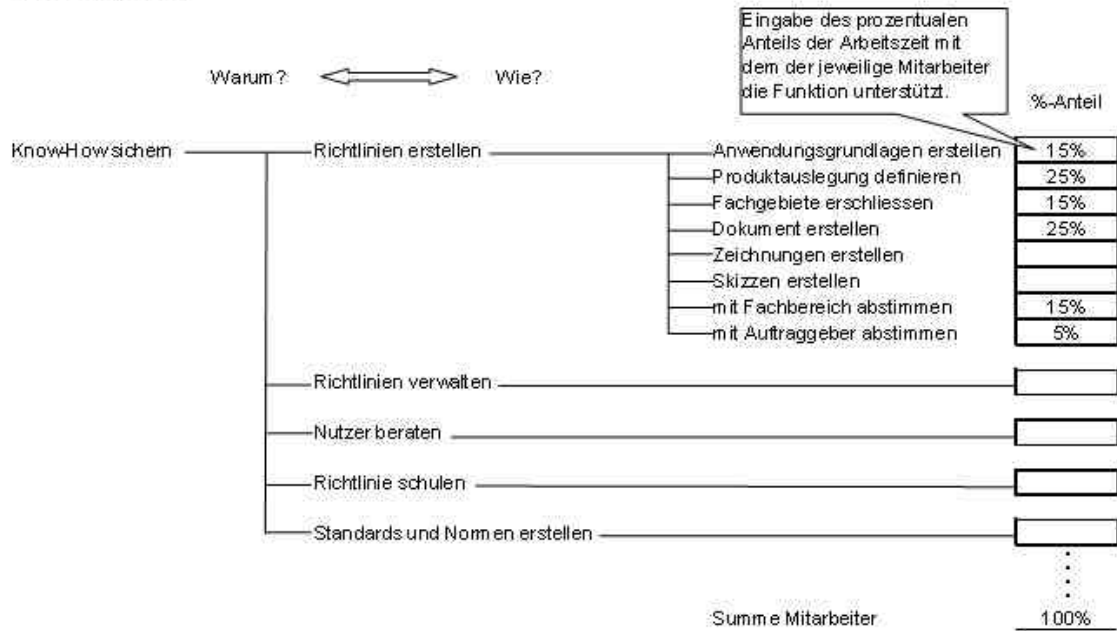 Eingabe des prozentualen
Anteils der Arbeitszeit mit
dem der jeweilige Mitarbeiter
die Funktion unterstützt.
Warum? Wie?
%-Anteil
Know-How sichern Richtlinien erstellen Anwendungsgrundlagen erstellen 15%
Produktauslegung definieren 25%
Fachgebiete erschliessen 15%
Dokument erstellen 25%
Zeichnungen erstellen
Skizzen erstellen
mit Fachbereich abstimmen 15%
mit Auftraggeber abstimmen 5%
Richtlinien verwalten
Nutzer beraten
Richtlinie schulen
Standards und Normen erstellen
Summe Mitarbeiter 100%